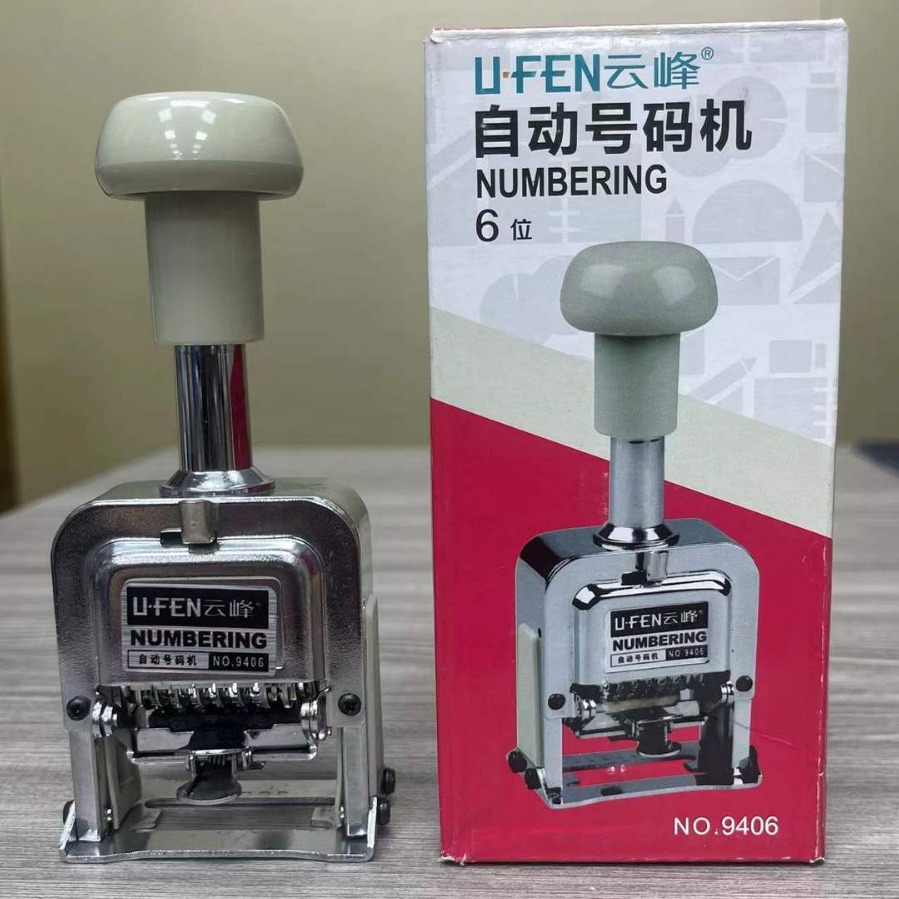 U·FEN云峰®
自动号码机
NUMBERING
6 位
U·FEN云峰
NUMBERING
自动号码机 NO.9406
U·FEN云峰
NUMBERING
自动号码机 NO.9406
NO.9406